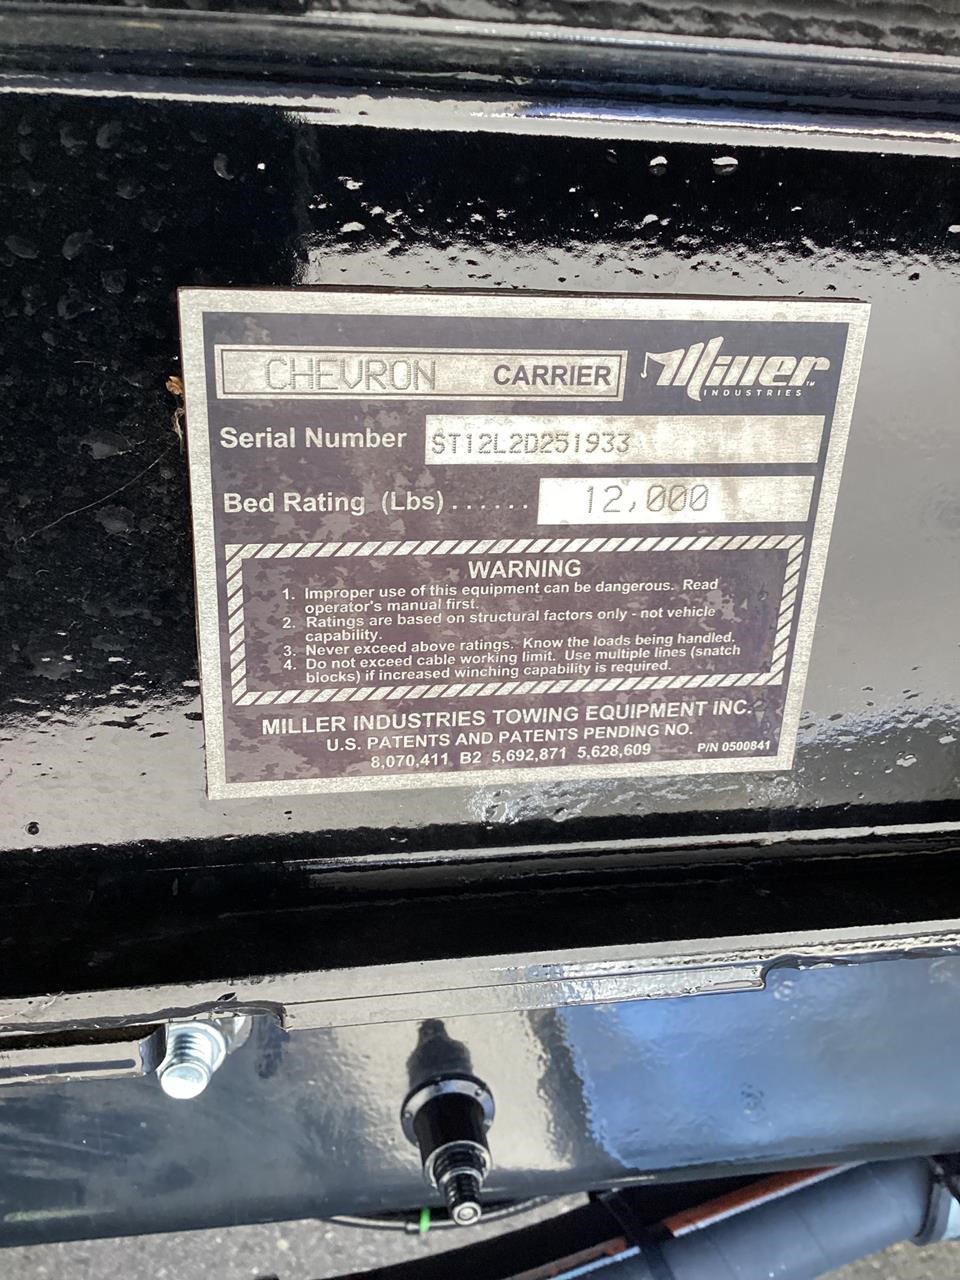 CHEVRON CARRIER Miller™
INDUSTRIES
Serial Number ST12L2D251933
Bed Rating (Lbs)...... 12,000
WARNING
1. Improper use of this equipment can be dangerous. Read
operator's manual first.
2. Ratings are based on structural factors only - not vehicle
capability.
3. Never exceed above ratings. Know the loads being handled.
4. Do not exceed cable working limit. Use multiple lines (snatch
blocks) if increased winching capability is required.
MILLER INDUSTRIES TOWING EQUIPMENT INC.
U.S. PATENTS AND PATENTS PENDING NO.
8,070,411 B2 5,692,871 5,628,609 P/N 0500841